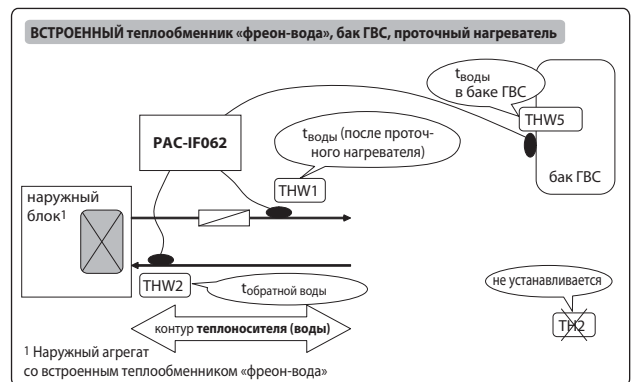 ВСТРОЕННЫЙ теплообменник «фреон-вода», бак ГВС, проточный нагреватель
tводы
в баке ГВС
THW5
бак ГВС
PAC-IF062
tводы (после проточ-
ного нагревателя)
THW1
наружный
блок1
THW2
tобратной воды
не устанавливается
TH2
контур теплоносителя (воды)
1 Наружный агрегат
со встроенным теплообменником «фреон-вода»